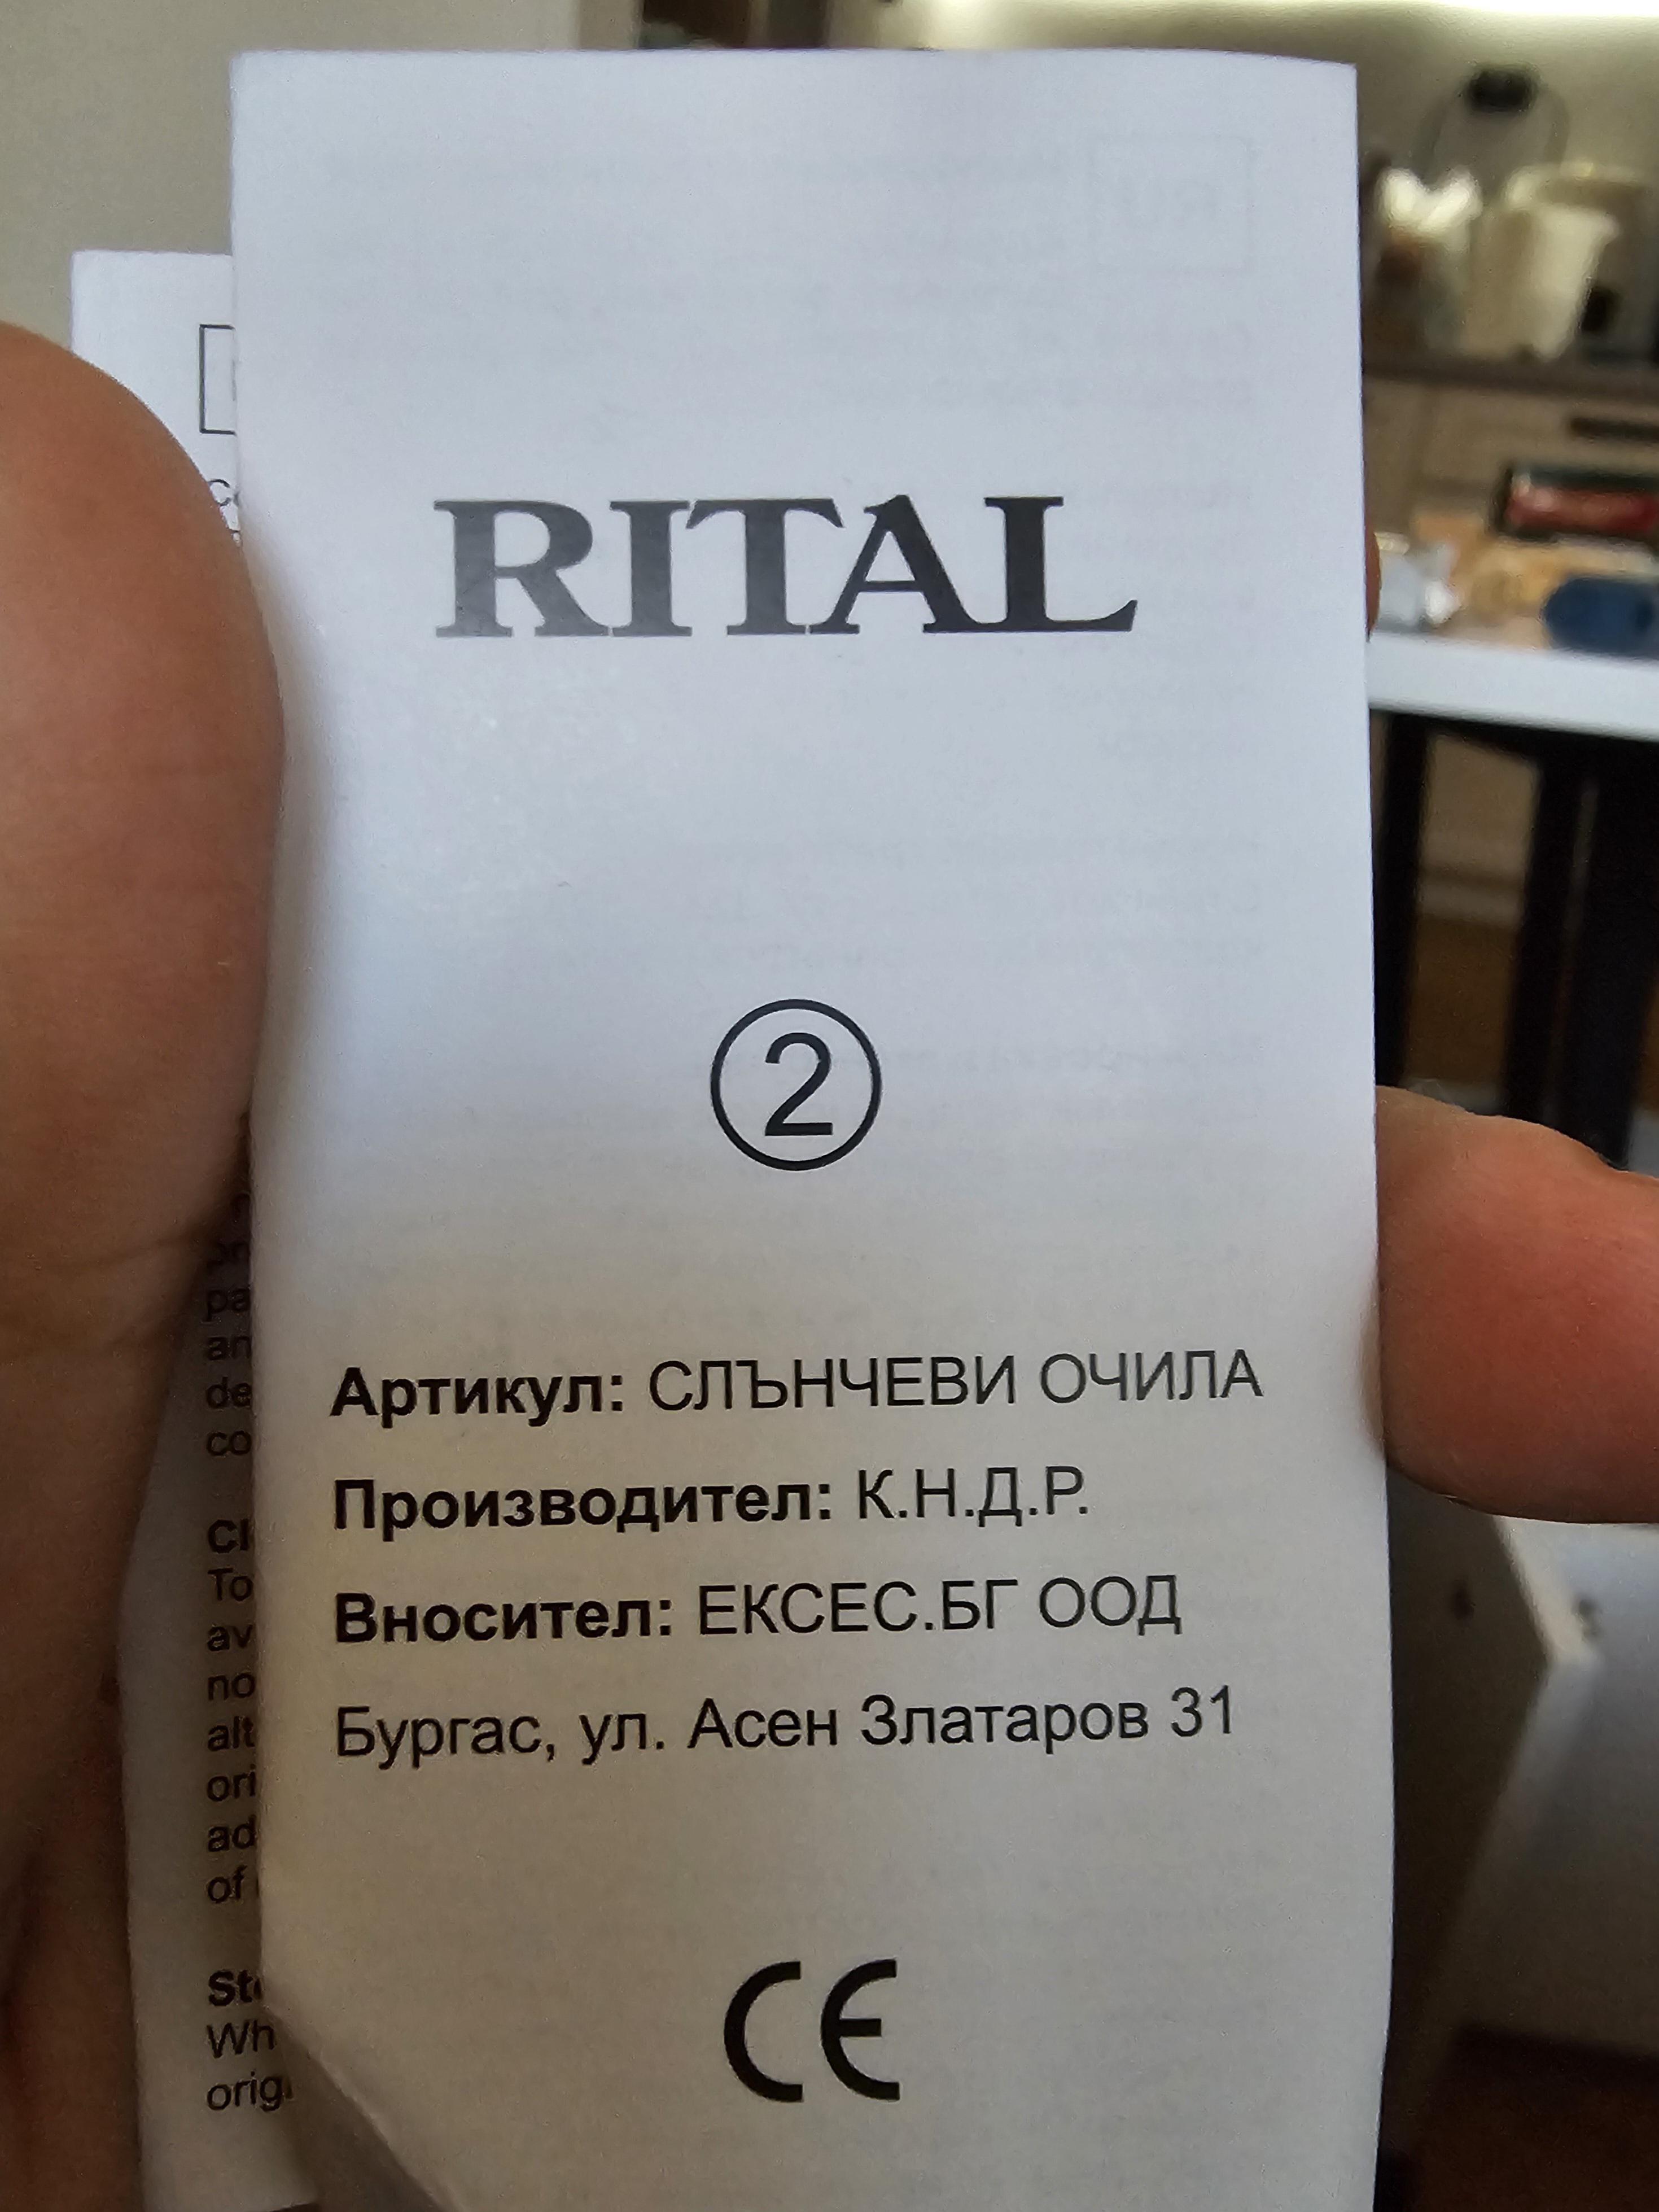 RITAL
2
Артикул: СЛЪНЧЕВИ ОЧИЛА
Производител: К.Н.Д.Р.
Вносител: ЕКСЕС.БГ ООД
Бургас, ул. Асен Златаров 31
CE